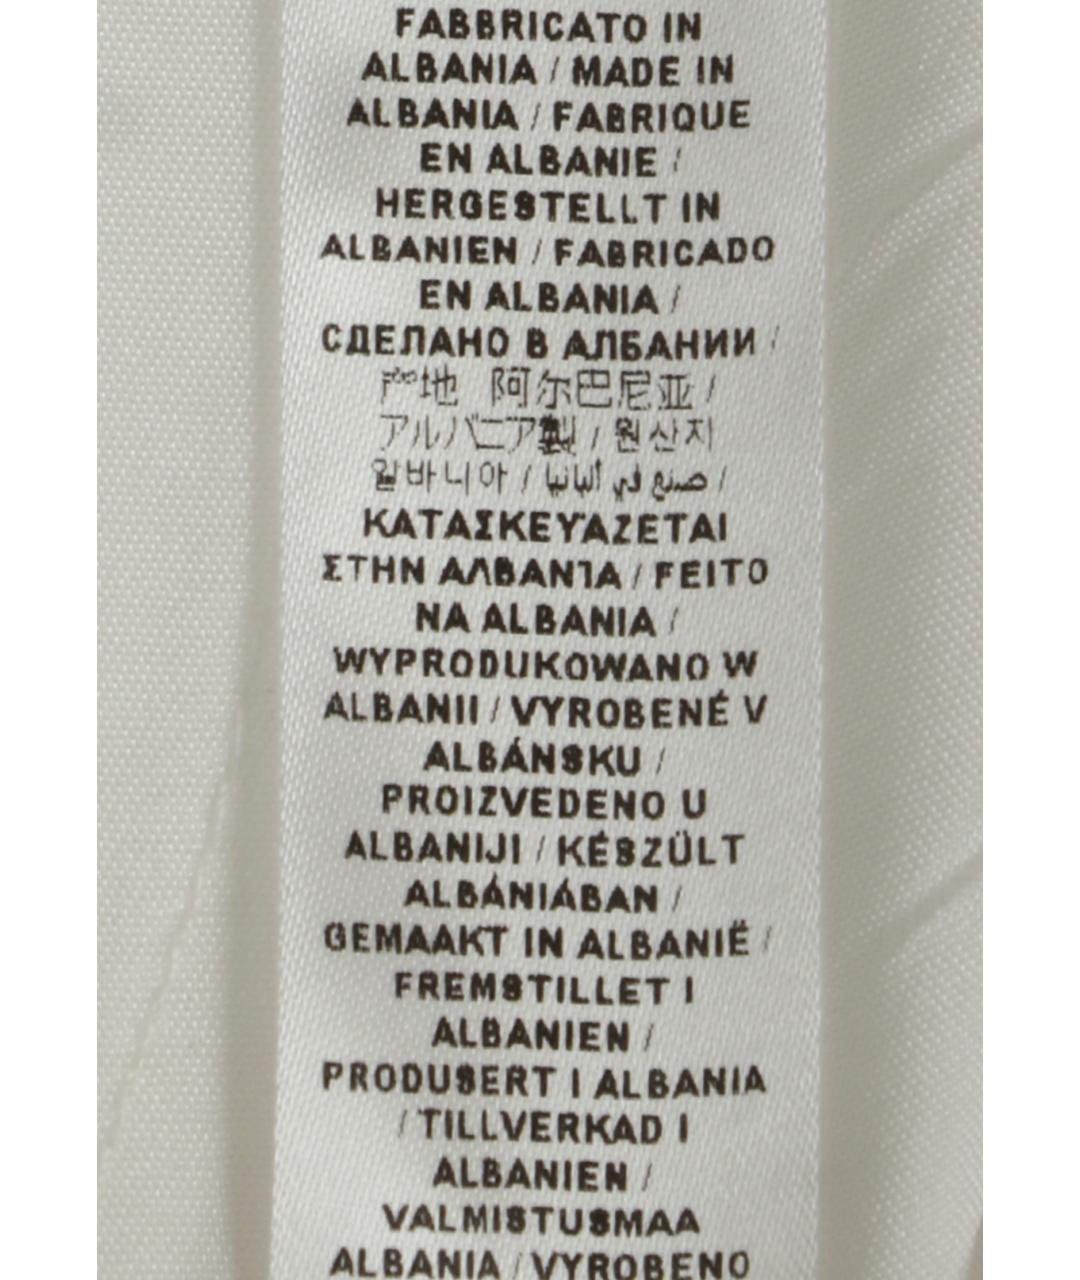 FABBRICATO IN
ALBANIA / MADE IN
ALBANIA / FABRIQUE
EN ALBANIE /
HERGESTELLT IN
ALBANIEN / FABRICADO
EN ALBANIA /
СДЕЛАНО В АЛБАНИИ /
产地 阿尔巴尼亚 /
アルバニア製 / 원산지
알바니아 / صنع في ألبانيا /
ΚΑΤΑΣΚΕΥΑΖΕΤΑΙ
ΣΤΗΝ ΑΛΒΑΝΊΑ / FEITO
NA ALBANIA /
WYPRODUKOWANO W
ALBANII / VYROBENÉ V
ALBÁNSKU /
PROIZVEDENO U
ALBANIJI / KÉSZÜLT
ALBÁNIÁBAN /
GEMAAKT IN ALBANIË /
FREMSTILLET I
ALBANIEN /
PRODUSERT I ALBANIA
/ TILLVERKAD I
ALBANIEN /
VALMISTUSMAA
ALBANIA / VYROBENO